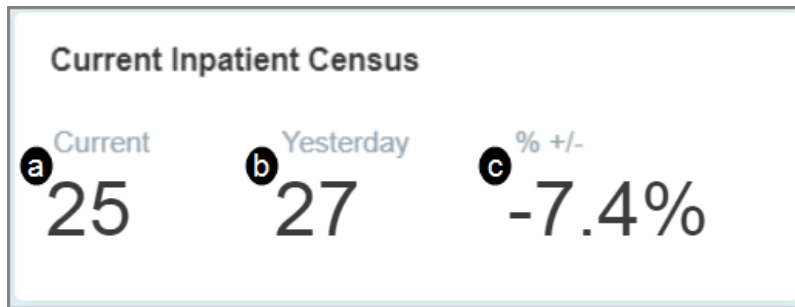 Current Inpatient Census
Current Yesterday % +/-
a b c
25 27 -7.4%